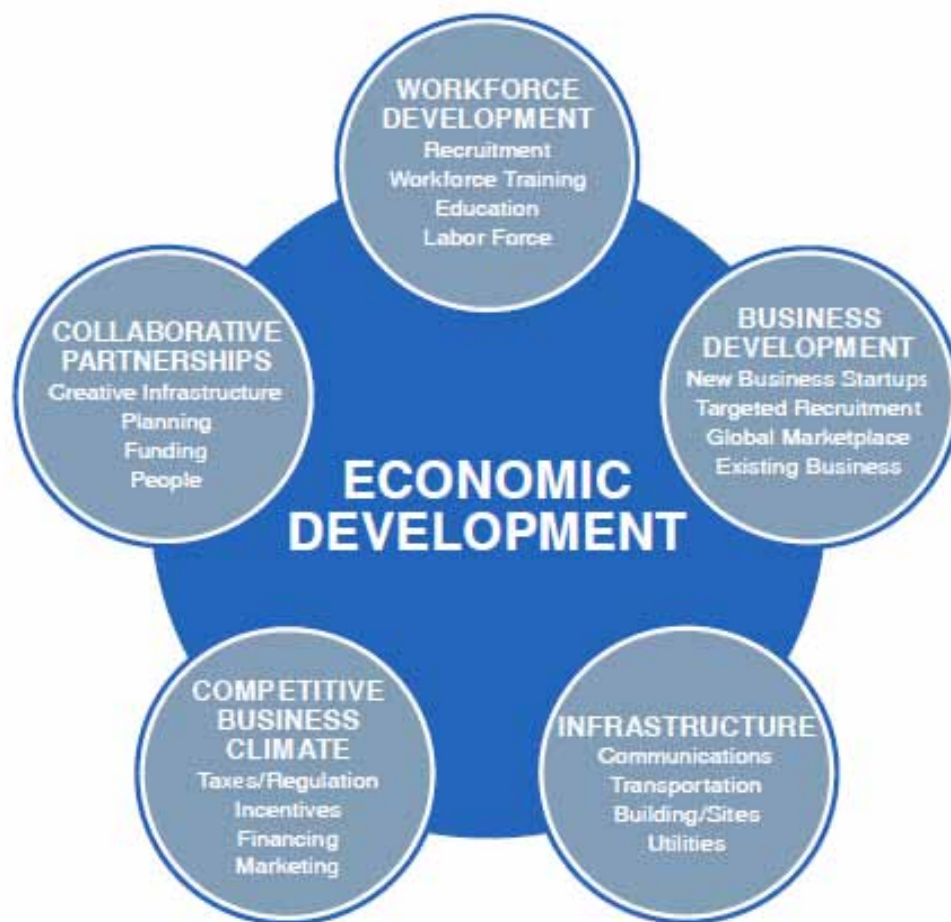 WORKFORCE
DEVELOPMENT
Recruitment
Workforce Training
Education
Labor Force
COLLABORATIVE
PARTNERSHIPS
Creative Infrastructure
Planning
Funding
People
BUSINESS
DEVELOPMENT
New Business Startups
Targeted Recruitment
Global Marketplace
Existing Business
ECONOMIC
DEVELOPMENT
COMPETITIVE
BUSINESS
CLIMATE
Taxes/Regulation
Incentives
Financing
Marketing
INFRASTRUCTURE
Communications
Transportation
Building/Sites
Utilities